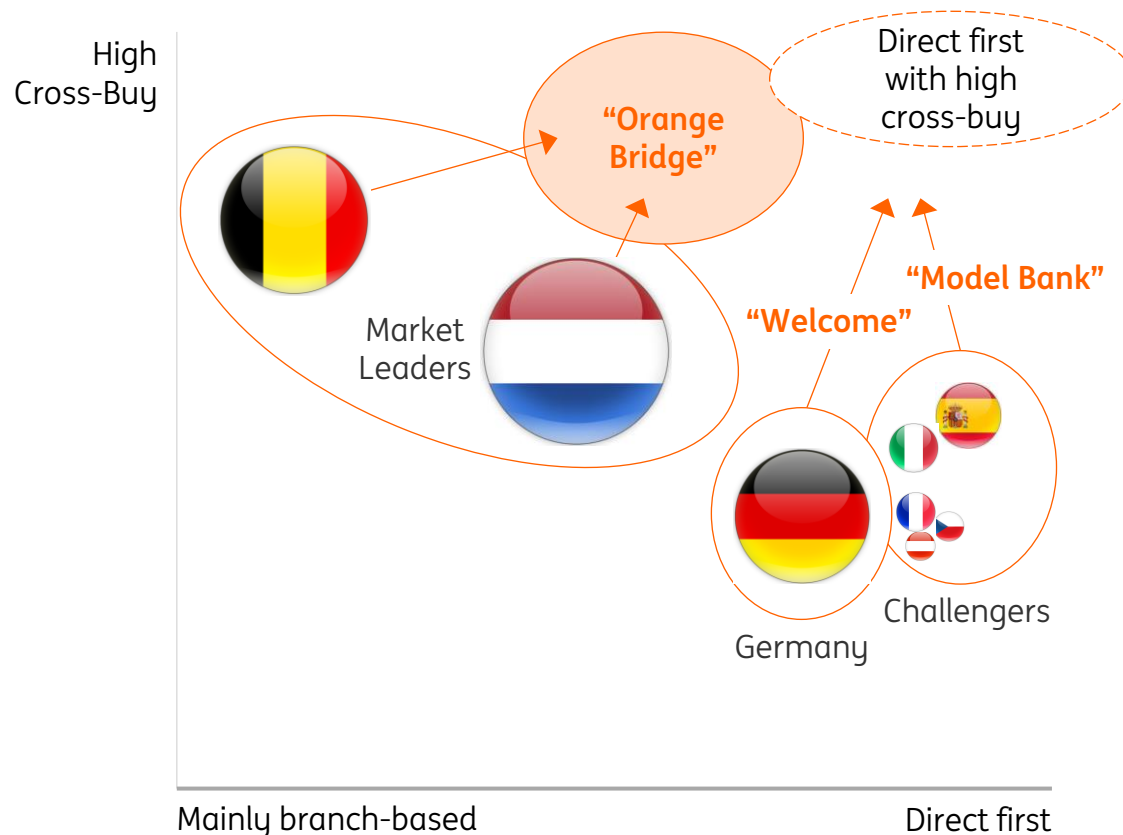 High
Cross-Buy
Direct first
with high
cross-buy
“Orange
Bridge”
“Model Bank”
“Welcome”
Market
Leaders
Challengers
Germany
Mainly branch-based
Direct first